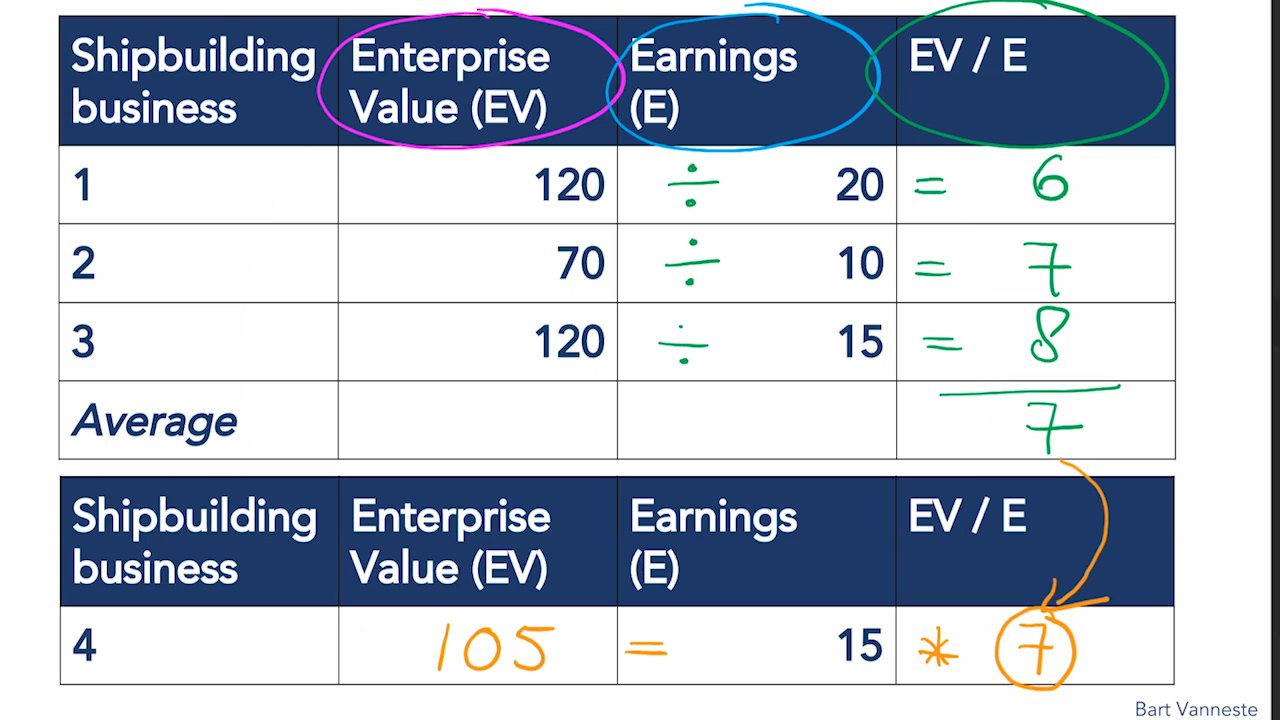 Shipbuilding business Enterprise Value (EV) Earnings (E) EV / E
1 120 ÷ 20 = 6
2 70 ÷ 10 = 7
3 120 ÷ 15 = 8
Average 7
Shipbuilding business Enterprise Value (EV) Earnings (E) EV / E
4 105 = 15 * 7
Bart Vanneste